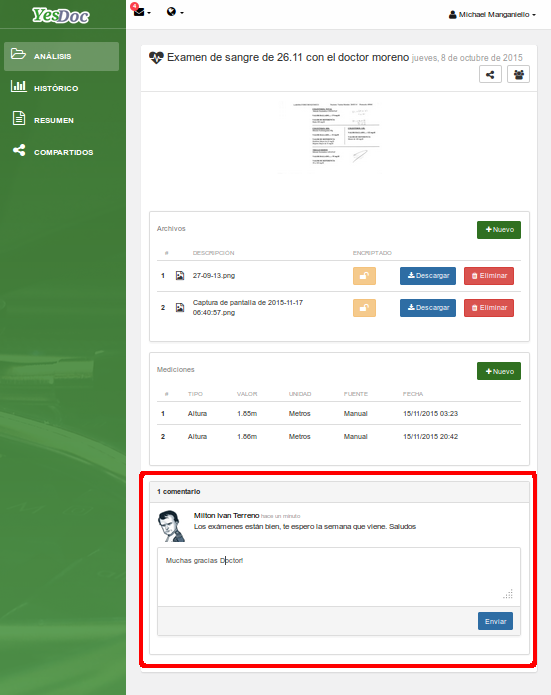 YesDoc
4
Michael Manganiello
ANÁLISIS
HISTÓRICO
RESUMEN
COMPARTIDOS
Examen de sangre de 26.11 con el doctor moreno jueves, 8 de octubre de 2015
Archivos
Nuevo
# DESCRIPCIÓN ENCRIPTADO
1 27-09-13.png Descargar Eliminar
2 Captura de pantalla de 2015-11-17
06:40:57.png Descargar Eliminar
Mediciones
Nuevo
# TIPO VALOR UNIDAD FUENTE FECHA
1 Altura 1.65m Metros Manual 15/11/2015 03:23
2 Altura 1.66m Metros Manual 15/11/2015 20:42
1 comentario
Milton Ivan Terreno hace un minuto
Los exámenes están bien, te espero la semana que viene. Saludos
Muchas gracias Doctor!
Enviar